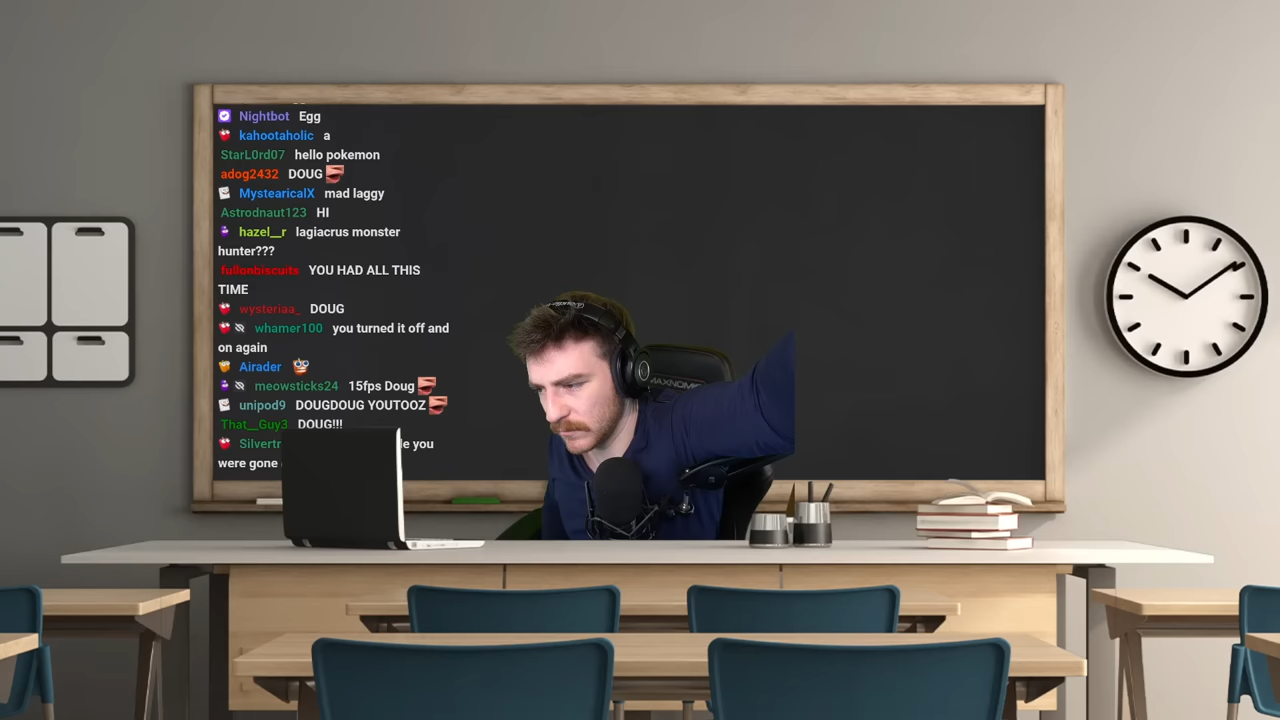 Nightbot Egg
kahootaholic a
StarL0rd07 hello pokemon
adog2432 DOUG
MystearicalX mad laggy
Astrodnaut123 HI
hazel__r lagiacrus monster
hunter???
fullonbiscuits YOU HAD ALL THIS
TIME
wysteriaa_ DOUG
whamer100 you turned it off and
on again
Airader
meowsticks24 15fps Doug
unipod9 DOUGDOUG YOUTOOZ
That__Guy3 DOUG!!!
you
were gone
MAXNOMIC